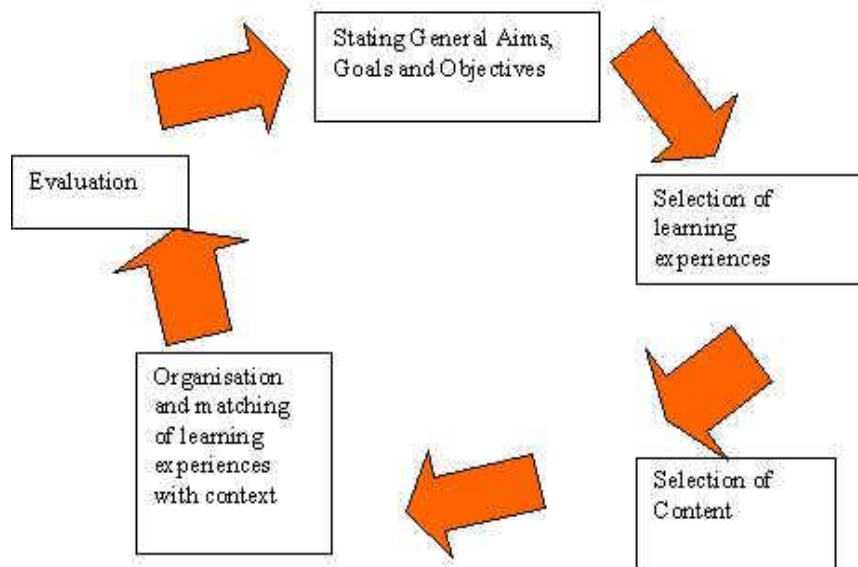 Stating General Aims,
Goals and Objectives
Selection of
learning
experiences
Selection of
Content
Organisation
and matching
of learning
experiences
with context
Evaluation